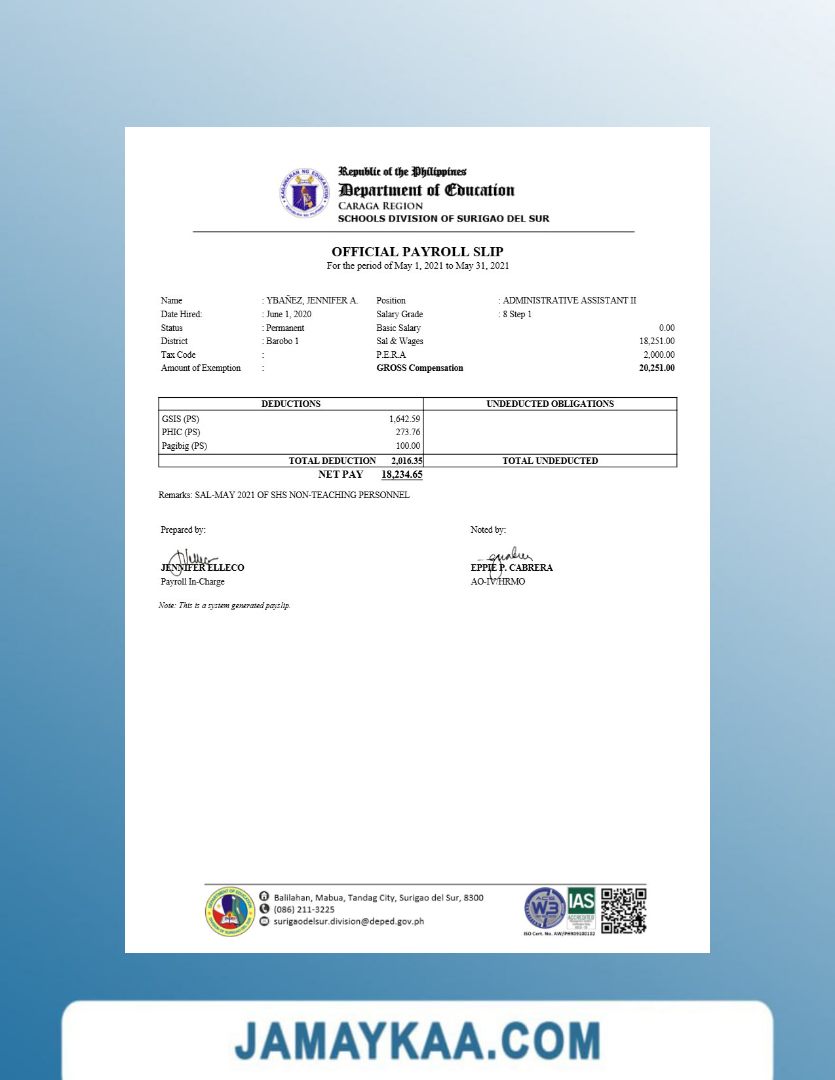 Republic of the Philippines
Department of Education
CARAGA REGION
SCHOOLS DIVISION OF SURIGAO DEL SUR
OFFICIAL PAYROLL SLIP
For the period of May 1, 2021 to May 31, 2021
Name : YBAÑEZ, JENNIFER A. Position : ADMINISTRATIVE ASSISTANT II
Date Hired: : June 1, 2020 Salary Grade : 8 Step 1
Status : Permanent Basic Salary 0.00
District : Barobo 1 Sal & Wages 18,251.00
Tax Code : P.E.R.A 2,000.00
Amount of Exemption : GROSS Compensation 20,251.00
DEDUCTIONS UNDEDUCTED OBLIGATIONS
GSIS (PS) 1,642.59
PHIC (PS) 273.76
Pagibig (PS) 100.00
TOTAL DEDUCTION 2,016.35 TOTAL UNDEDUCTED
NET PAY 18,234.65
Remarks: SAL-MAY 2021 OF SHS NON-TEACHING PERSONNEL
Prepared by: Noted by:
JENNIFER ELLECO EPPIE P. CABRERA
Payroll In-Charge AO-IV/HRMO
Note: This is a system generated payslip.
Balilahan, Mabua, Tandag City, Surigao del Sur, 8300
(086) 211-3225
surigaodelsur.division@deped.gov.ph
W3 IAS
JAMAYKAA.COM